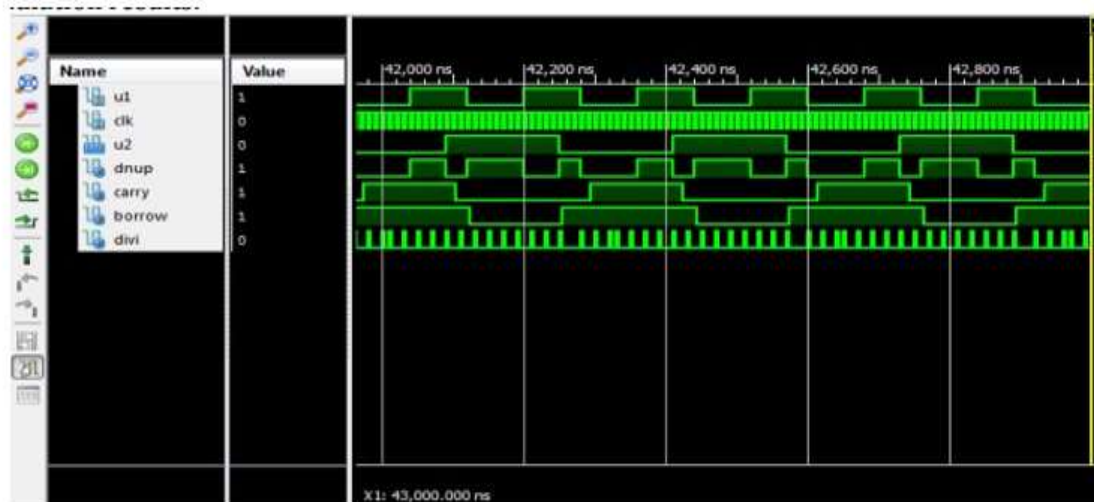 Name Value
42,000 ns 42,200 ns 42,400 ns 42,600 ns 42,800 ns
u1 1
clk 0
u2 0
dnup 1
carry 1
borrow 1
divi 0
X1: 43,000.000 ns